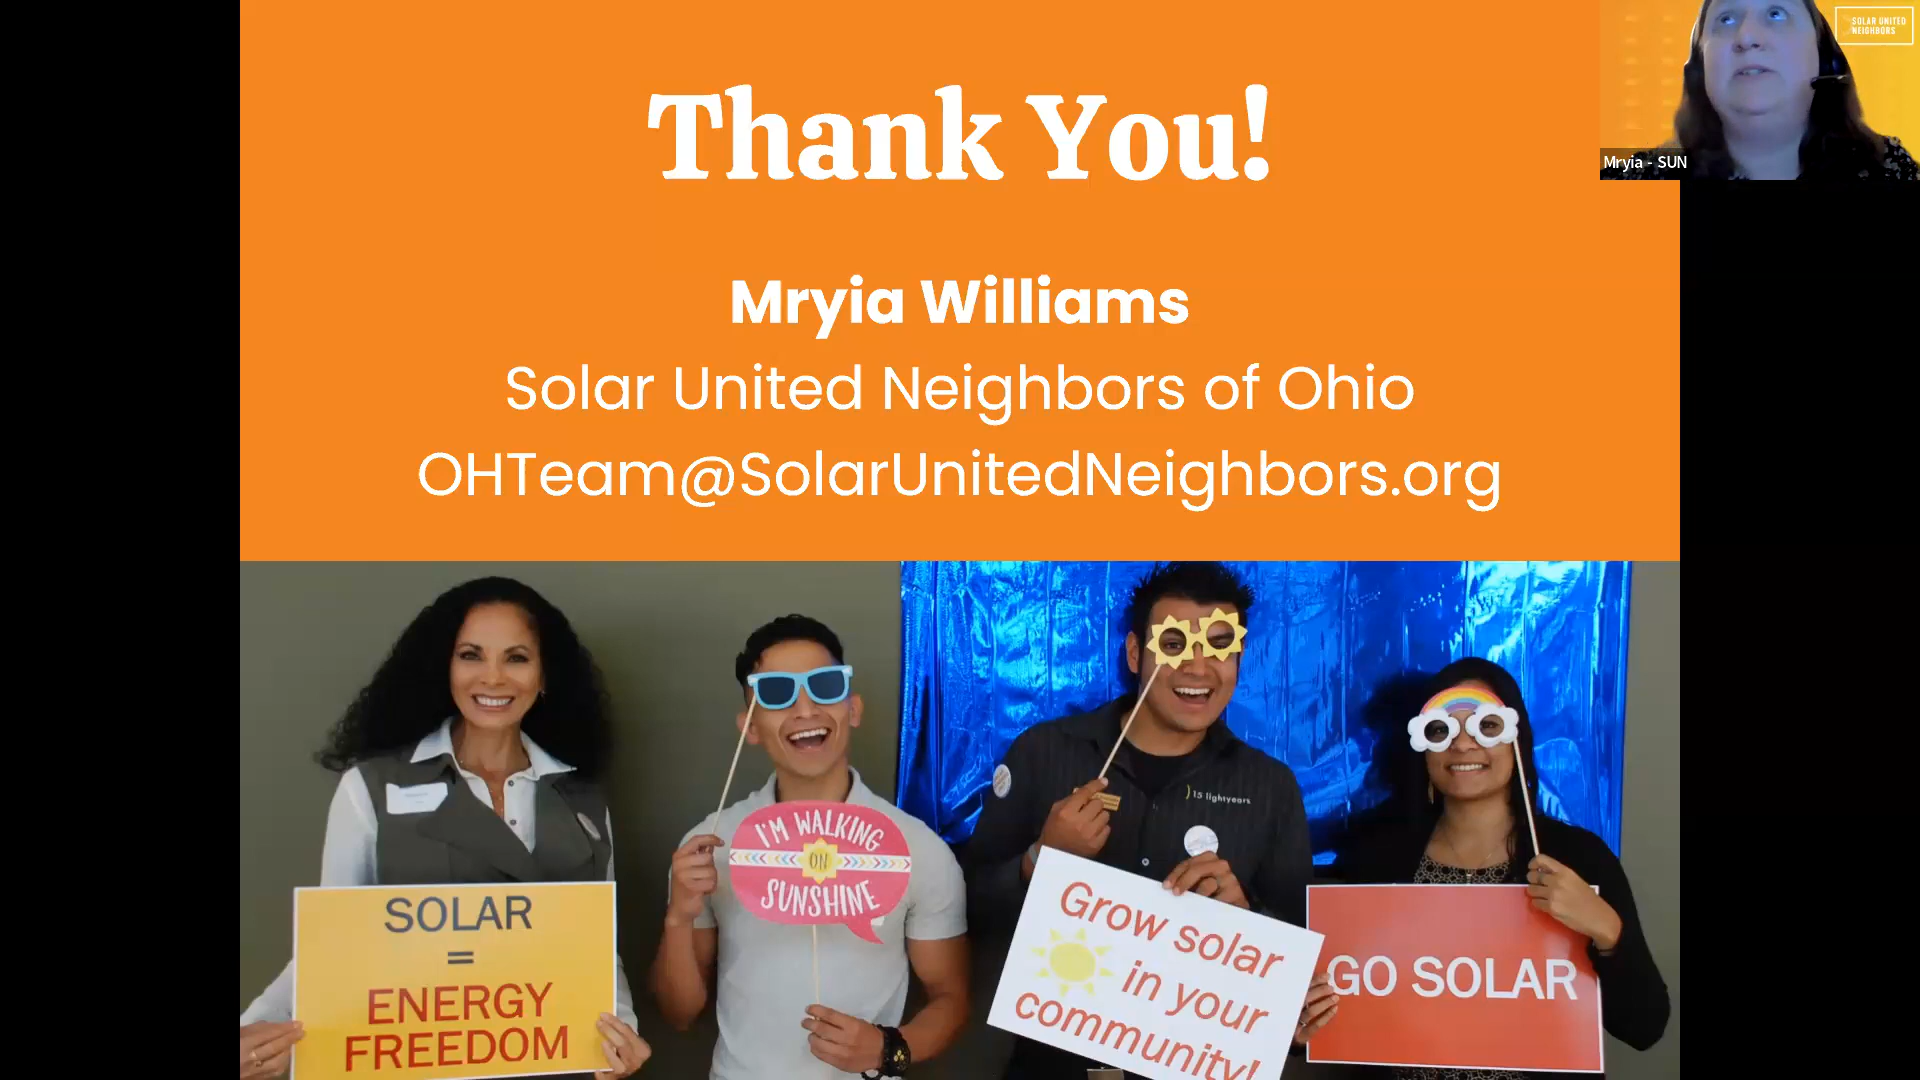 Thank You!
Mryia Williams
Solar United Neighbors of Ohio
OHTeam@SolarUnitedNeighbors.org
SOLAR UNITED
NEIGHBORS
Mryia - SUN
I'M WALKING
ON
SUNSHINE
15 lightyears
SOLAR
=
ENERGY
FREEDOM
Grow solar
in your
community!
GO SOLAR